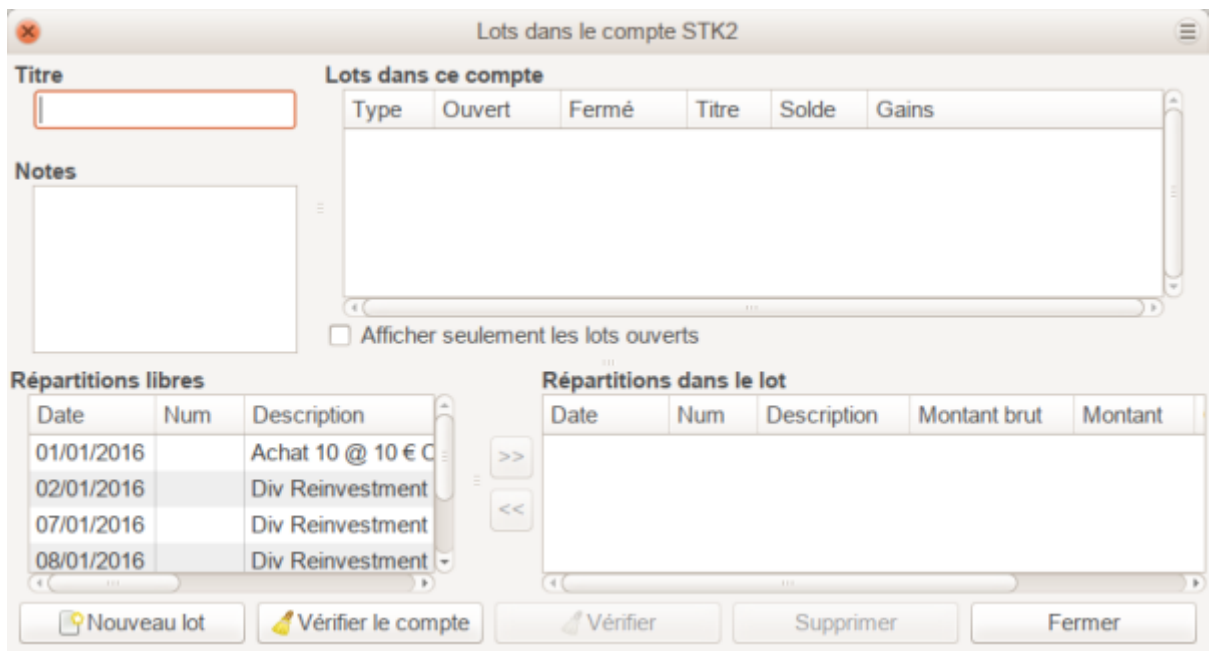 Lots dans le compte STK2
Titre
Lots dans ce compte
Type Ouvert Fermé Titre Solde Gains
Notes
Afficher seulement les lots ouverts
Répartitions libres
Date Num Description
01/01/2016 Achat 10 @ 10 €
02/01/2016 Div Reinvestment
07/01/2016 Div Reinvestment
08/01/2016 Div Reinvestment
>>
<<
Répartitions dans le lot
Date Num Description Montant brut Montant
Nouveau lot Vérifier le compte Vérifier Supprimer Fermer